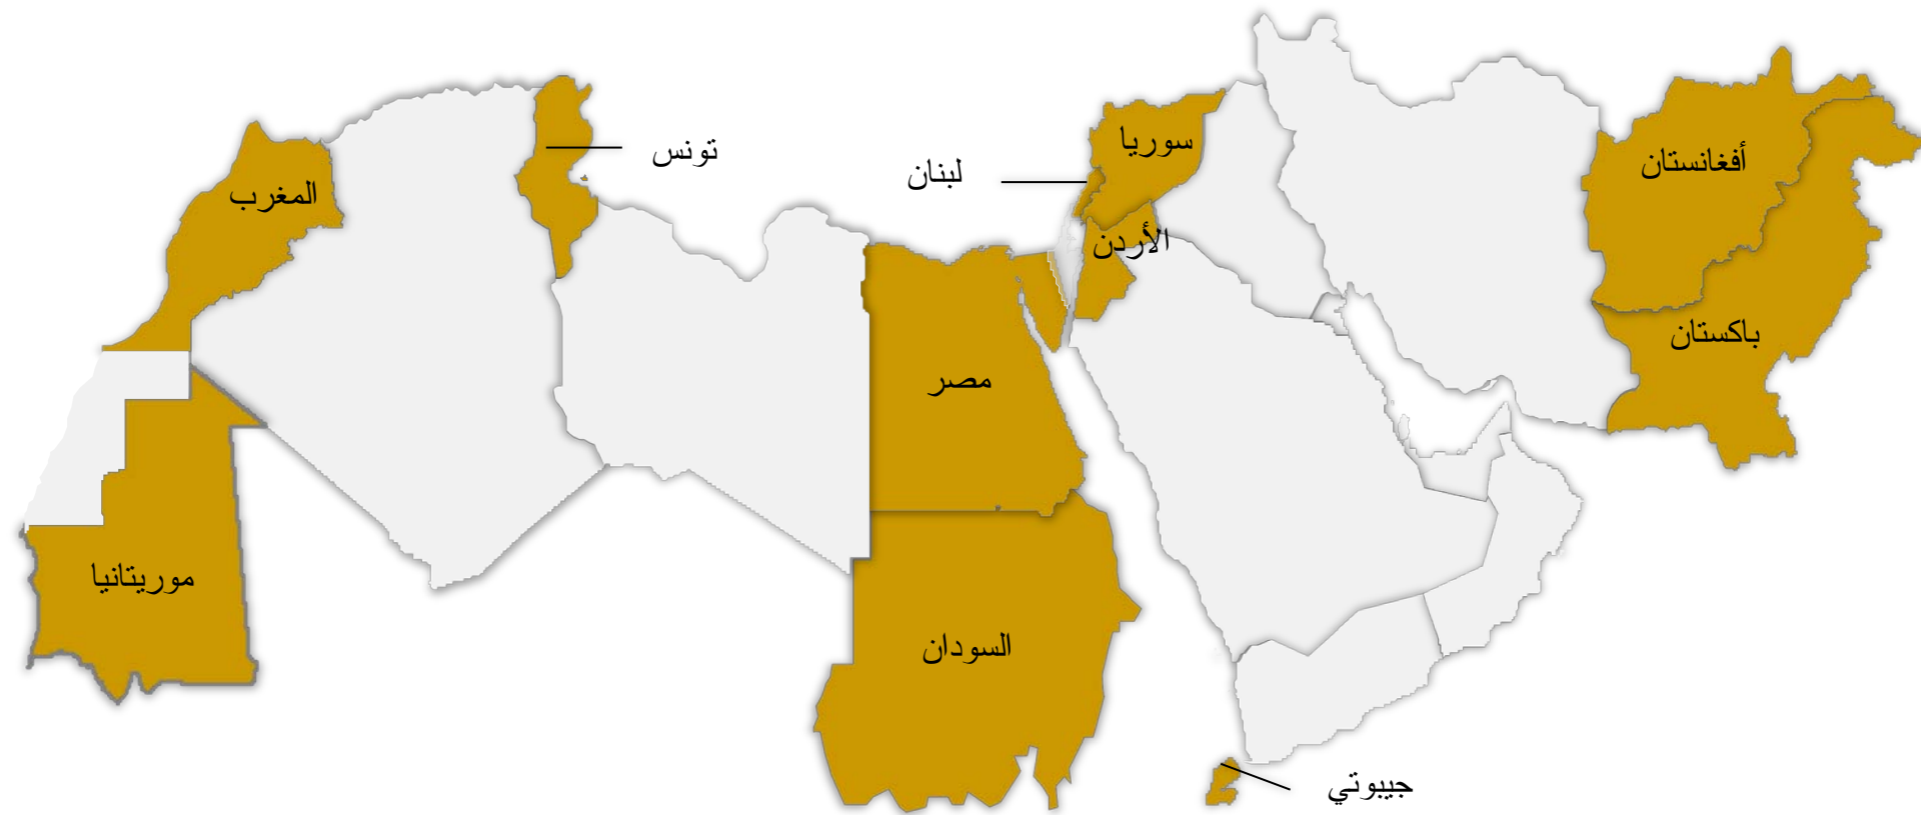 تونس
سوريا
أفغانستان
لبنان
المغرب
الأردن
باكستان
مصر
موريتانيا
السودان
جيبوتي